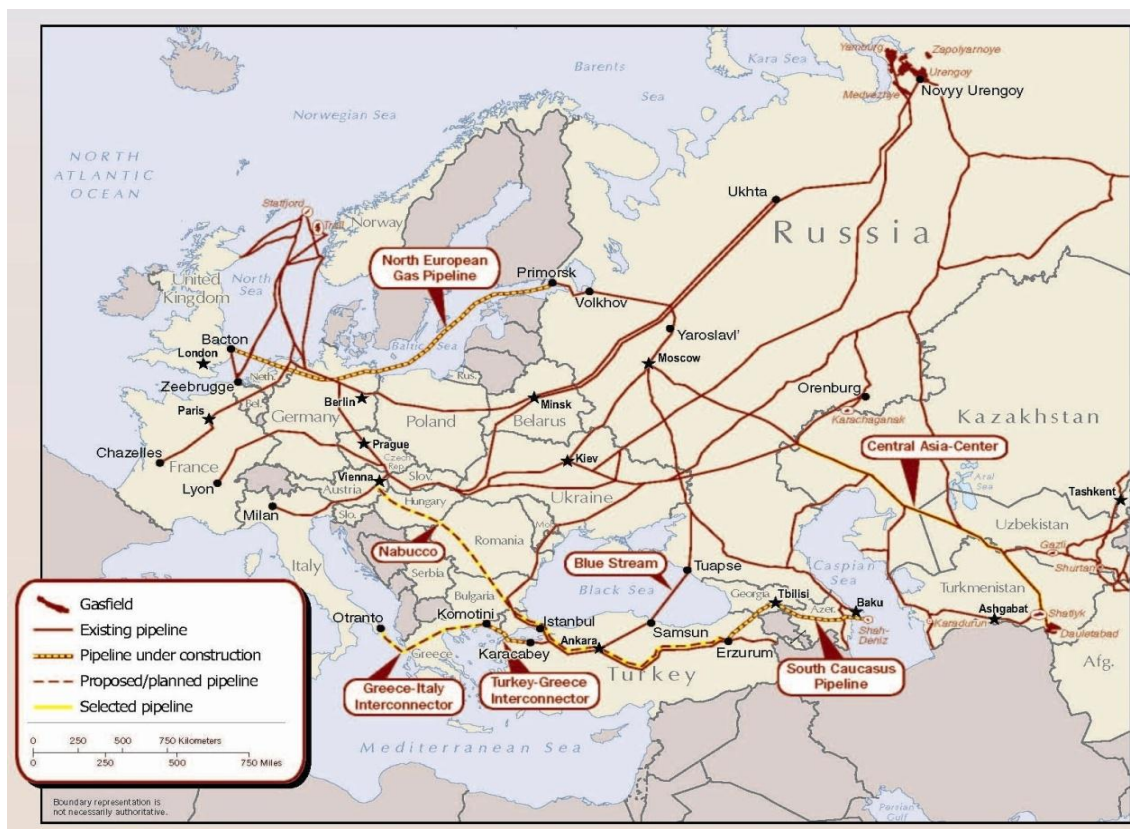 Yamburg
Zapolyarnoye
Urengoy
Medvezhye
Novyy Urengoy
Kara Sea
Barents
Sea
Norwegian Sea
NORTH
ATLANTIC
OCEAN
Statfjord
Troll
Norway
Ukhta
Russia
North European
Gas Pipeline
Primorsk
Volkhov
Yaroslavl'
Moscow
United
Kingdom
North
Sea
Baltic Sea
Bacton
London
Zeebrugge
Neth.
Bel.
Paris
Berlin
Germany
Poland
Rus.
Minsk
Belarus
Orenburg
Karachaganak
Kazakhstan
Central Asia-Center
Chazelles
France
Lyon
Prague
Czech
Rep.
Slov.
Kiev
Ukraine
Vienna
Austria
Hungary
Milan
Slo.
Mol.
Aral
Sea
Tashkent
Uzbekistan
Gazli
Shurtan
Nabucco
Romania
Italy
Serbia
Bulgaria
Blue Stream
Black Sea
Tuapse
Caspian
Sea
Georgia
Tbilisi
Azer.
Baku
Shah-
Deniz
Turkmenistan
Ashgabat
Shatlyk
Dauletabad
Afg.
Otranto
Komotini
Istanbul
Ankara
Samsun
Erzurum
Karacabey
Greece
Turkey
Greece-Italy
Interconnector
Turkey-Greece
Interconnector
South Caucasus
Pipeline
Mediterranean Sea
Persian
Gulf
Gasfield
Existing pipeline
Pipeline under construction
Proposed/planned pipeline
Selected pipeline
0 250 500 750 Kilometers
0 250 500 750 Miles
Boundary representation is
not necessarily authoritative.